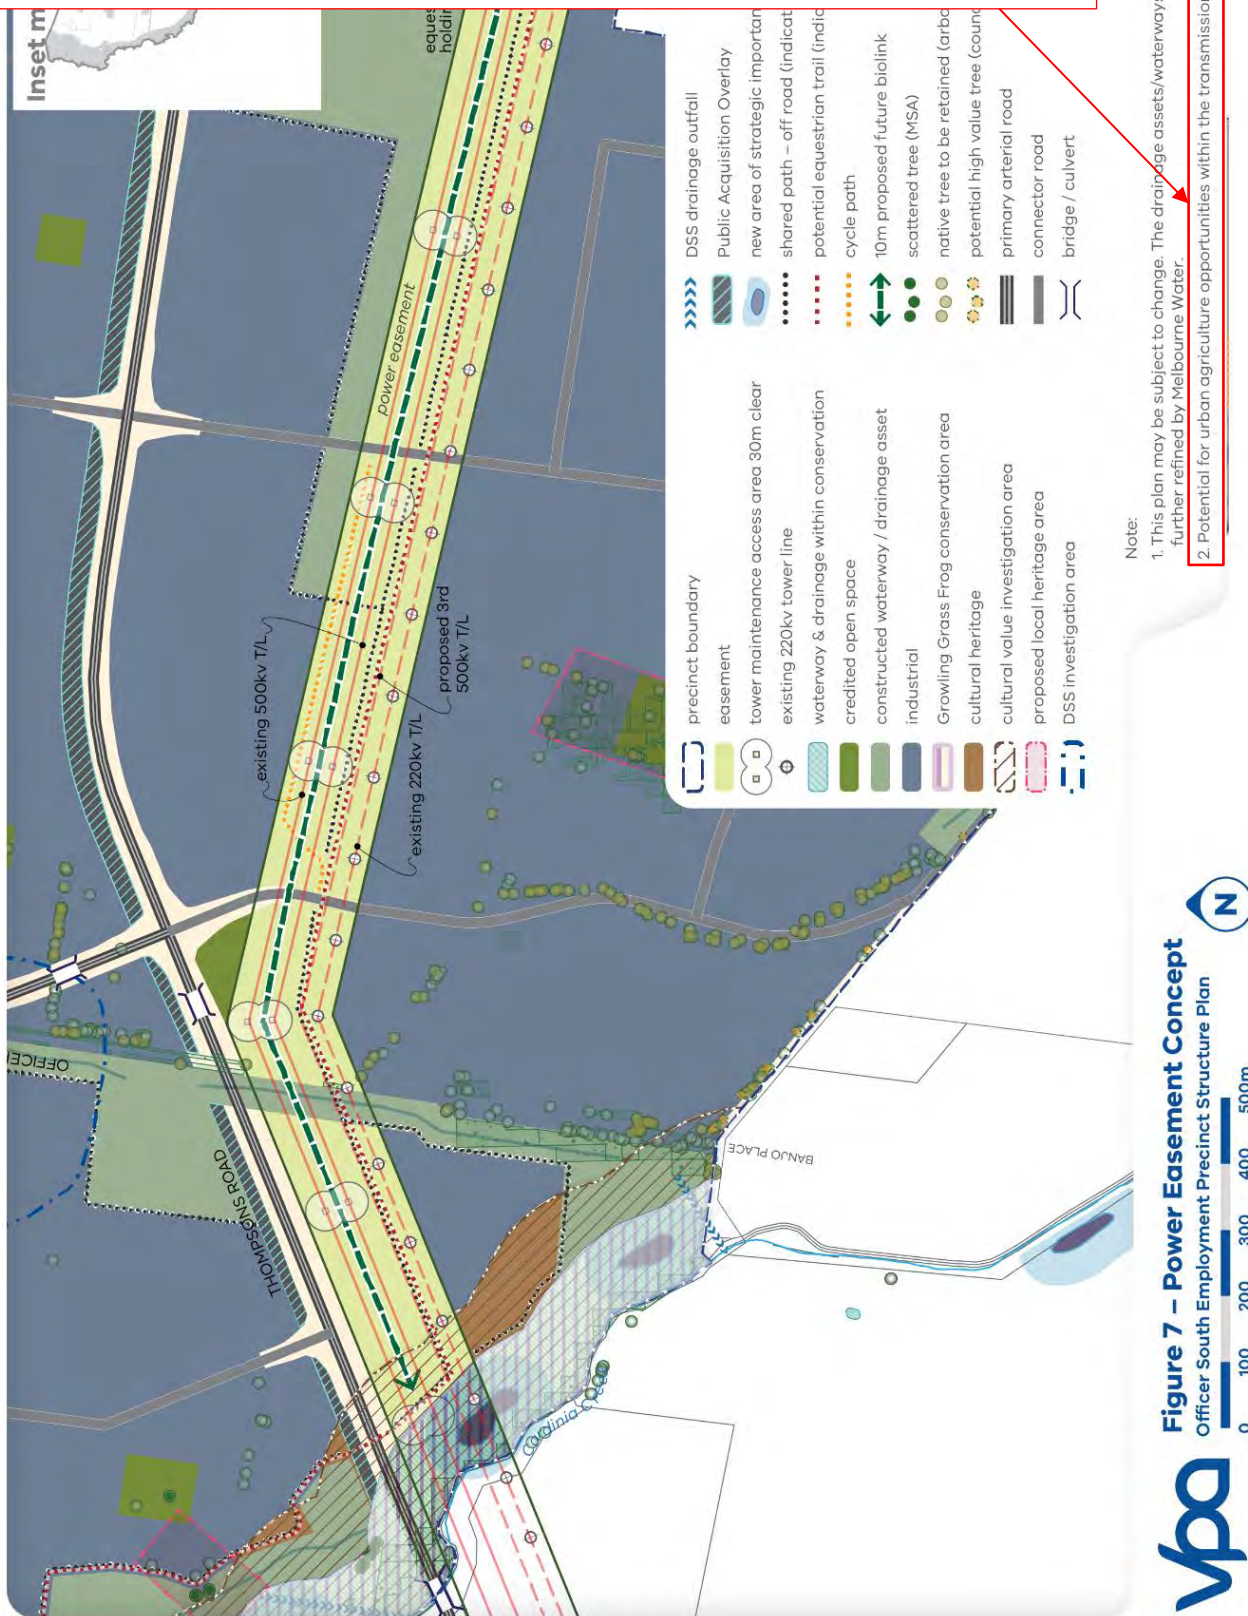 Inset m
eques
holdin
power easement
existing 500kv T/L
proposed 3rd
500kv T/L
existing 220kv T/L
OFFICER
THOMPSONS ROAD
BANJO PLACE
precinct boundary
easement
tower maintenance access area 30m clear
existing 220kv tower line
waterway & drainage within conservation
credited open space
constructed waterway / drainage asset
industrial
Growling Grass Frog conservation area
cultural heritage
cultural value investigation area
proposed local heritage area
DSS investigation area
DSS drainage outfall
Public Acquisition Overlay
new area of strategic importan
shared path – off road (indicat
potential equestrian trail (indic
cycle path
10m proposed future biolink
scattered tree (MSA)
native tree to be retained (arbo
potential high value tree (counc
primary arterial road
connector road
bridge / culvert
Note:
1. This plan may be subject to change. The drainage assets/waterways
further refined by Melbourne Water.
2. Potential for urban agriculture opportunities within the transmission
vpa
Figure 7 – Power Easement Concept
Officer South Employment Precinct Structure Plan
0 100 200 300 400 500m
N